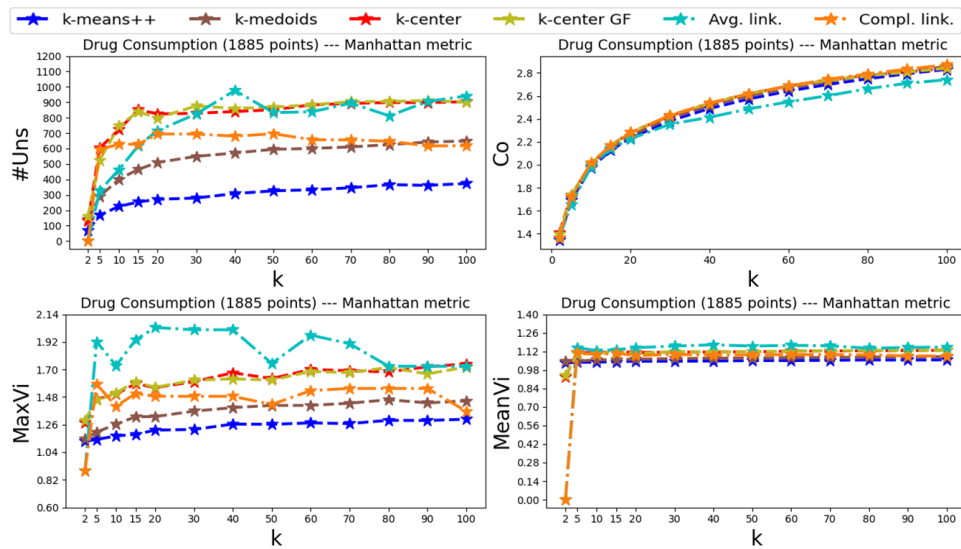 k-means++ k-medoids k-center k-center GF Avg. link. Compl. link.
Drug Consumption (1885 points) --- Manhattan metric
1200
1100
1000
900
800
700
600
500
400
300
200
100
0
#Uns
2 5 10 15 20 30 40 50 60 70 80 90 100
k
Drug Consumption (1885 points) --- Manhattan metric
2.8
2.6
2.4
2.2
2.0
1.8
1.6
1.4
Co
0 20 40 60 80 100
k
Drug Consumption (1885 points) --- Manhattan metric
2.14
1.92
1.70
1.48
1.26
1.04
0.82
0.60
MaxVi
2 5 10 15 20 30 40 50 60 70 80 90 100
k
Drug Consumption (1885 points) --- Manhattan metric
1.40
1.26
1.12
0.98
0.84
0.70
0.56
0.42
0.28
0.14
0.00
MeanVi
2 5 10 15 20 30 40 50 60 70 80 90 100
k